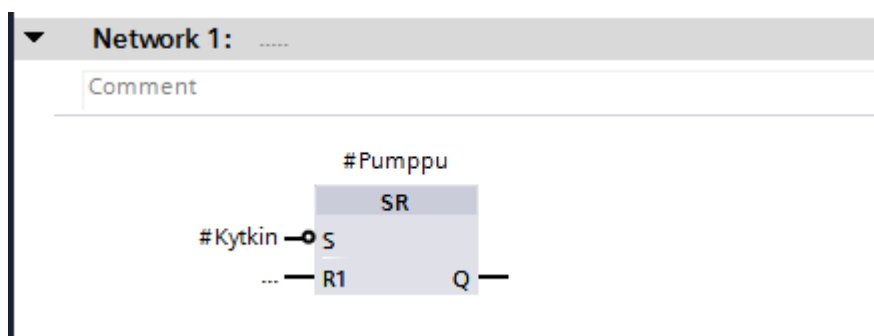 Network 1: .....
Comment
#Pumppu
SR
#Kytkin S
... R1 Q